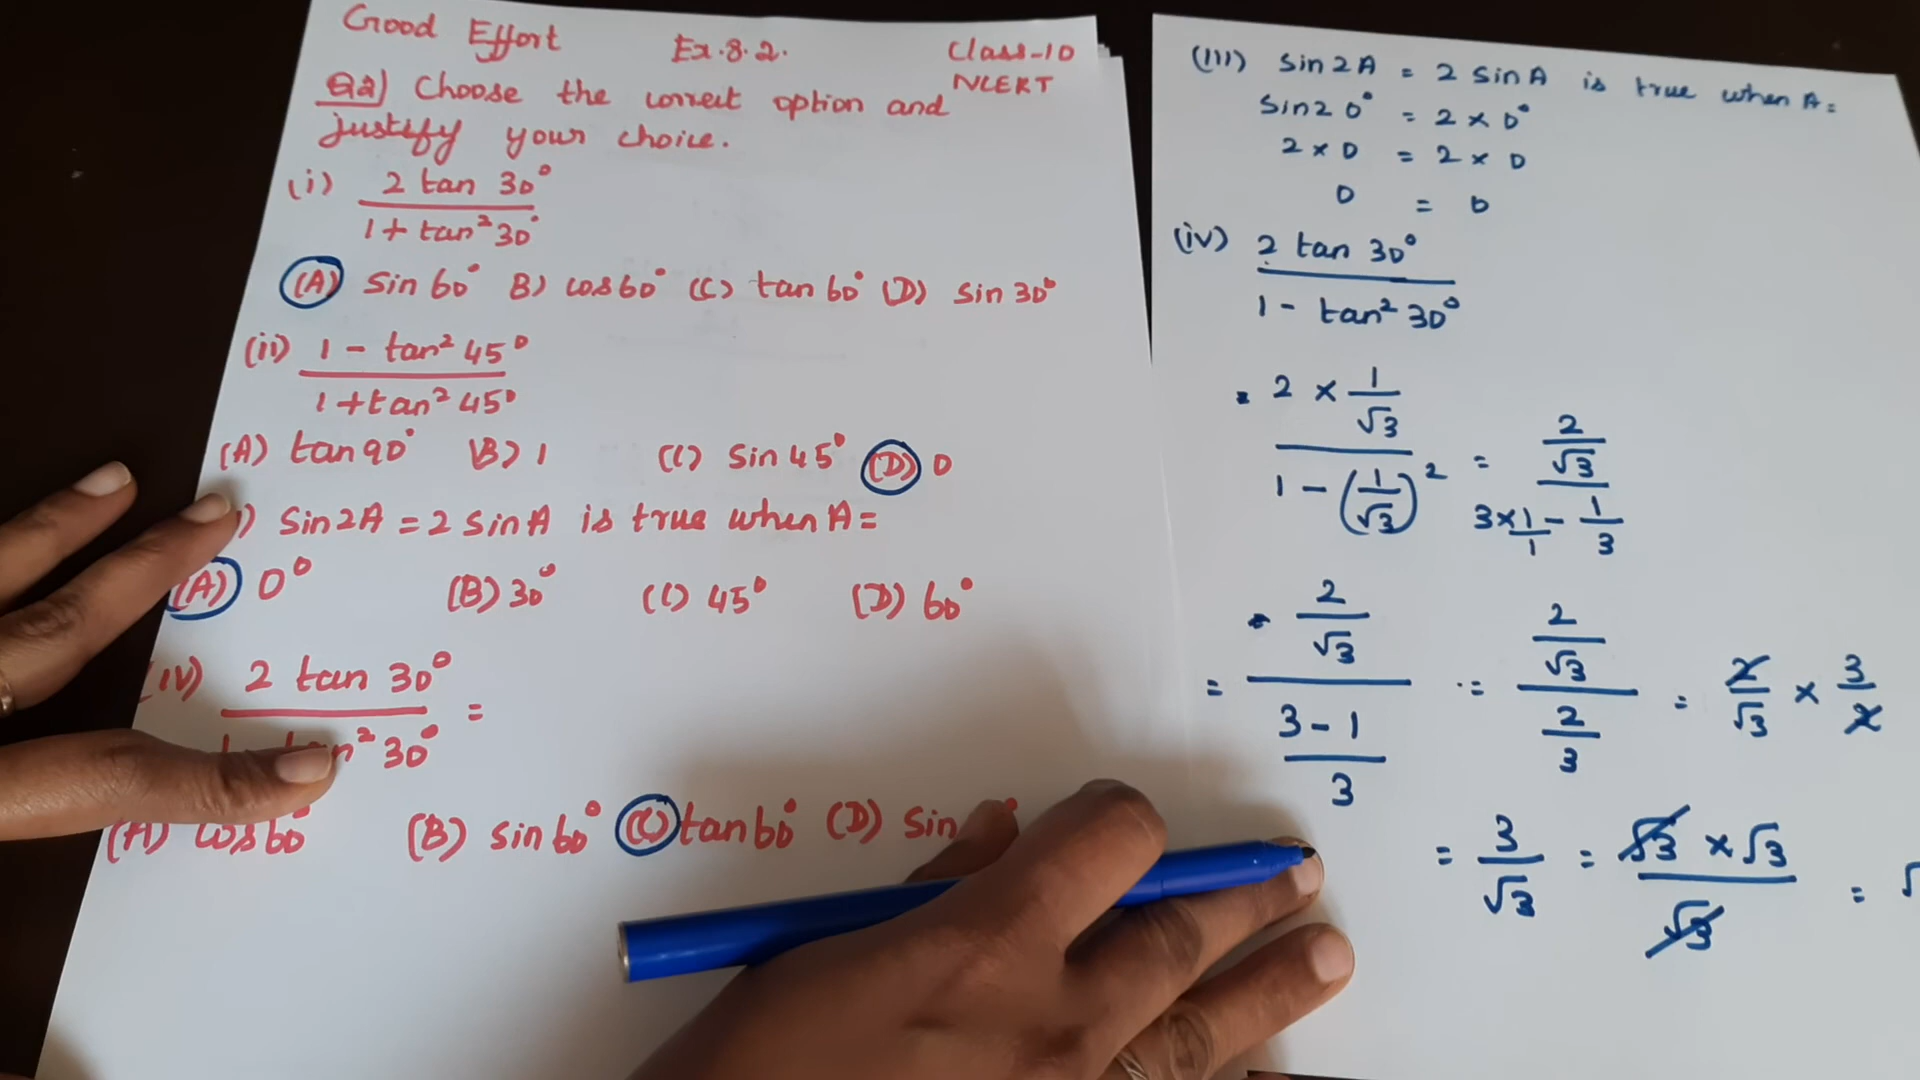 Good Effort Ex.8.2. Class-10
NCERT
Q2) Choose the correct option and
justify your choice.
(i) 2 tan 30°
1 + tan² 30°
(A) sin 60° B) cos 60° (C) tan 60° (D) sin 30°
(ii) 1 - tan² 45°
1 + tan² 45°
(A) tan 90° (B) 1 (C) sin 45° (D) 0
) sin 2A = 2 sin A is true when A =
(A) 0° (B) 30° (C) 45° (D) 60°
(iv) 2 tan 30° =
tan² 30°
(A) cos 60° (B) sin 60° (C) tan 60° (D) sin
(III) sin 2A = 2 sin A is true when A =
sin 2 0° = 2 × 0°
2 × 0 = 2 × 0
0 = 0
(iv) 2 tan 30°
1 - tan² 30°
= 2 × 1/√3 / 1 - (1/√3)² = 2/√3 / 3×1/1 - 1/3
= 2/√3 / 3-1/3 = 2/√3 / 2/3 = 2/√3 × 3/2
= 3/√3 = √3 × √3 / √3 = √